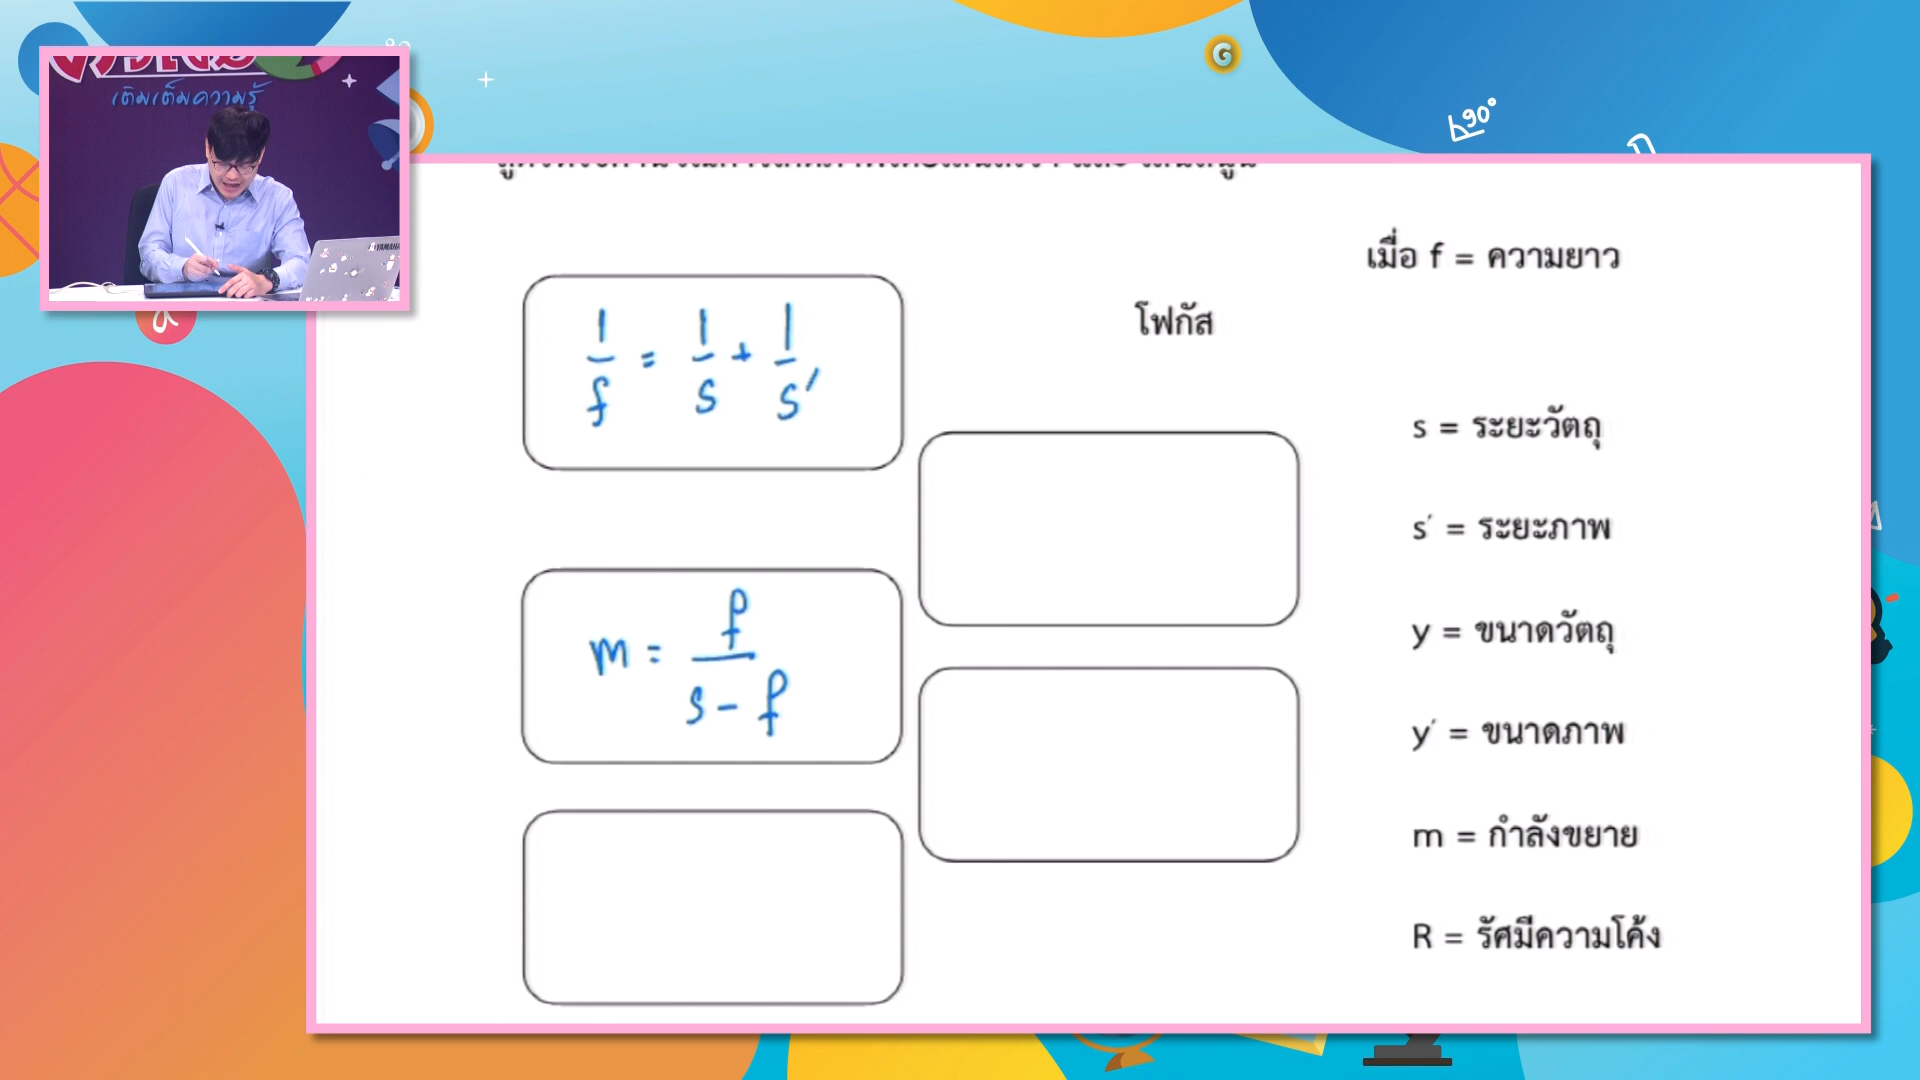 เติมเต็มความรู้
YAMAHA
90°
เมื่อ f = ความยาว
โฟกัส
1/f = 1/s + 1/s′
s = ระยะวัตถุ
s′ = ระยะภาพ
m = f/(s - f)
y = ขนาดวัตถุ
y′ = ขนาดภาพ
m = กำลังขยาย
R = รัศมีความโค้ง